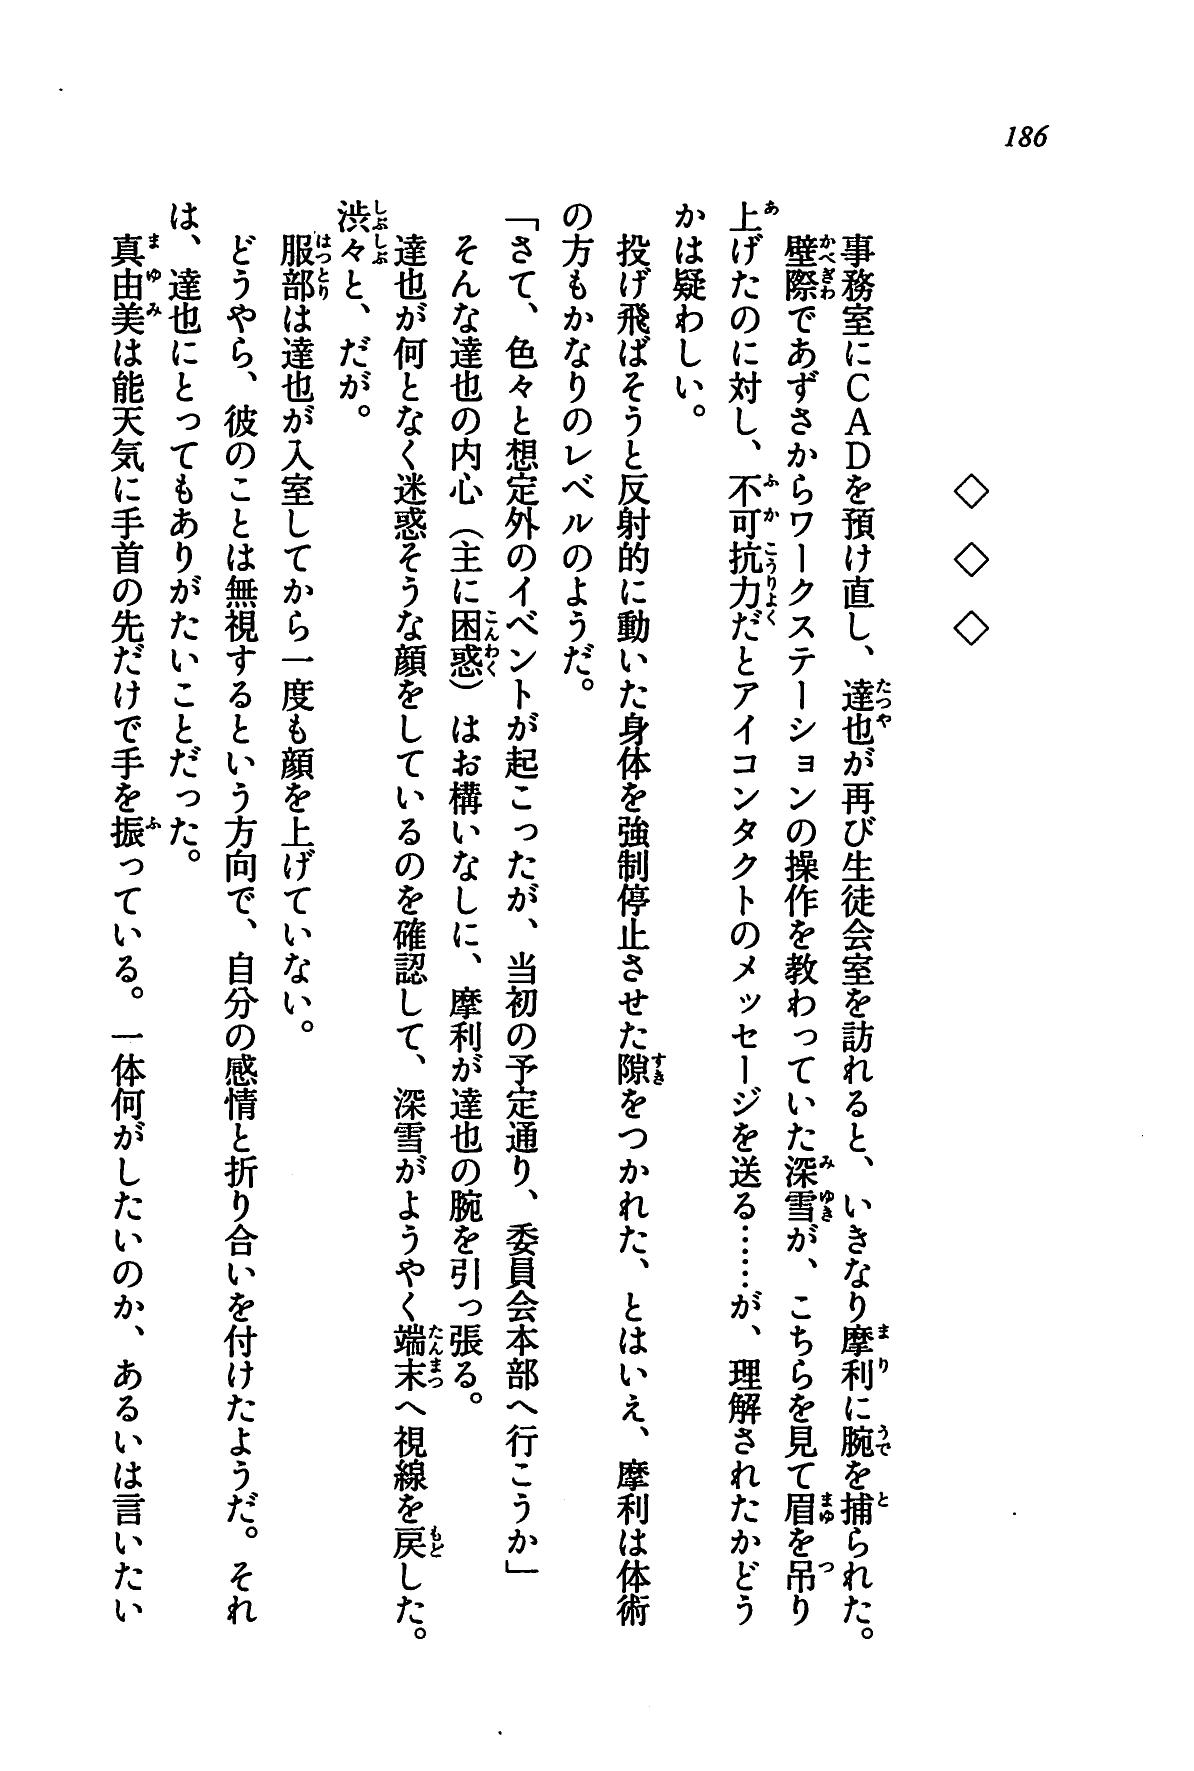 186
◇◇◇
　事務室にＣＡＤを預け直し、達也が再び生徒会室を訪れると、いきなり摩利に腕を捕られた。
　壁際であずさからワークステーションの操作を教わっていた深雪が、こちらを見て眉を吊り
上げたのに対し、不可抗力だとアイコンタクトのメッセージを送る……が、理解されたかどう
かは疑わしい。
　投げ飛ばそうと反射的に動いた身体を強制停止させた隙をつかれた、とはいえ、摩利は体術
の方もかなりのレベルのようだ。
「さて、色々と想定外のイベントが起こったが、当初の予定通り、委員会本部へ行こうか」
　そんな達也の内心（主に困惑）はお構いなしに、摩利が達也の腕を引っ張る。
　達也が何となく迷惑そうな顔をしているのを確認して、深雪がようやく端末へ視線を戻した。
渋々と、だが。
　服部は達也が入室してから一度も顔を上げていない。
　どうやら、彼のことは無視するという方向で、自分の感情と折り合いを付けたようだ。それ
は、達也にとってもありがたいことだった。
　真由美は能天気に手首の先だけで手を振っている。一体何がしたいのか、あるいは言いたい